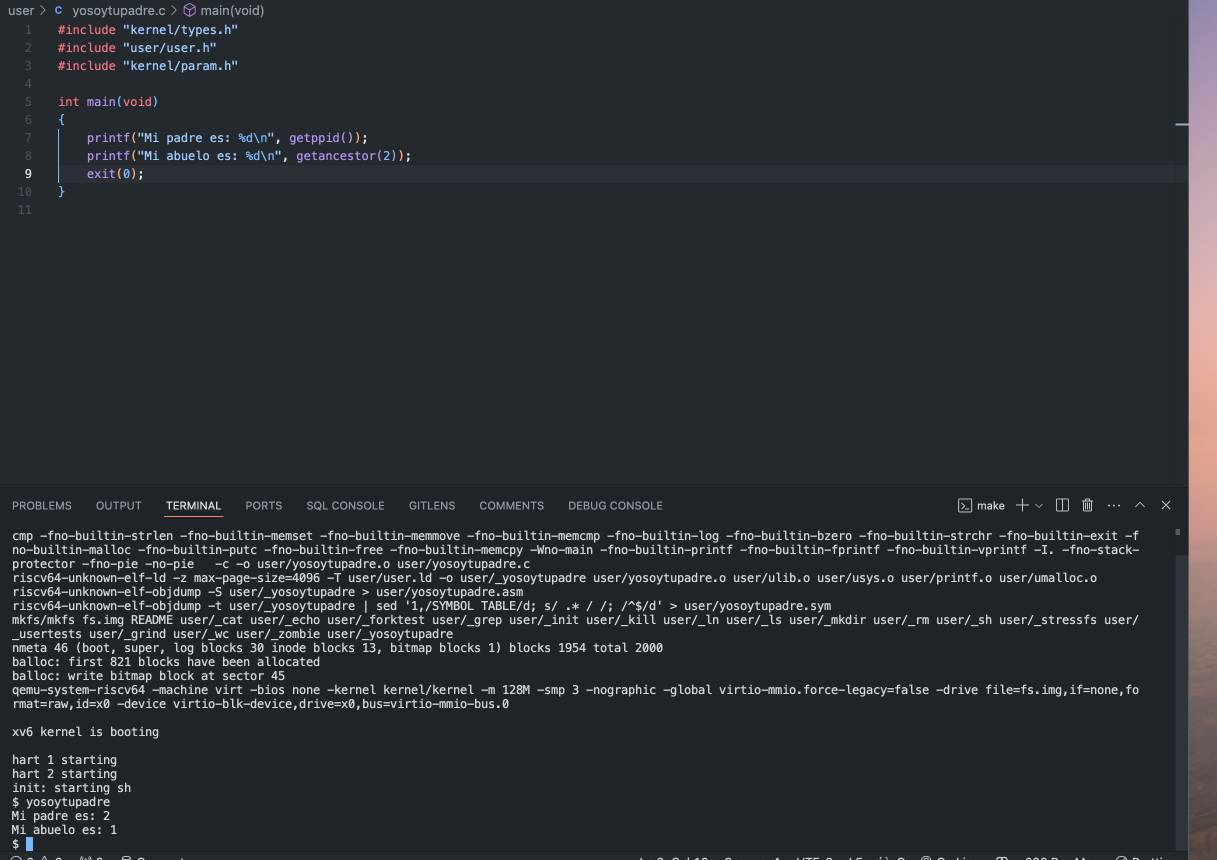 user > C yosoytupadre.c > main(void)
1 #include "kernel/types.h"
2 #include "user/user.h"
3 #include "kernel/param.h"
4
5 int main(void)
6 {
7 printf("Mi padre es: %d\n", getppid());
8 printf("Mi abuelo es: %d\n", getancestor(2));
9 exit(0);
10 }
11
PROBLEMS OUTPUT TERMINAL PORTS SQL CONSOLE GITLENS COMMENTS DEBUG CONSOLE make
cmp -fno-builtin-strlen -fno-builtin-memset -fno-builtin-memmove -fno-builtin-memcmp -fno-builtin-log -fno-builtin-bzero -fno-builtin-strchr -fno-builtin-exit -f
no-builtin-malloc -fno-builtin-putc -fno-builtin-free -fno-builtin-memcpy -Wno-main -fno-builtin-printf -fno-builtin-fprintf -fno-builtin-vprintf -I. -fno-stack-
protector -fno-pie -no-pie -c -o user/yosoytupadre.o user/yosoytupadre.c
riscv64-unknown-elf-ld -z max-page-size=4096 -T user/user.ld -o user/_yosoytupadre user/yosoytupadre.o user/ulib.o user/usys.o user/printf.o user/umalloc.o
riscv64-unknown-elf-objdump -S user/_yosoytupadre > user/yosoytupadre.asm
riscv64-unknown-elf-objdump -t user/_yosoytupadre | sed '1,/SYMBOL TABLE/d; s/ .* / /; /^$/d' > user/yosoytupadre.sym
mkfs/mkfs fs.img README user/_cat user/_echo user/_forktest user/_grep user/_init user/_kill user/_ln user/_ls user/_mkdir user/_rm user/_sh user/_stressfs user/
_usertests user/_grind user/_wc user/_zombie user/_yosoytupadre
nmeta 46 (boot, super, log blocks 30 inode blocks 13, bitmap blocks 1) blocks 1954 total 2000
balloc: first 821 blocks have been allocated
balloc: write bitmap block at sector 45
qemu-system-riscv64 -machine virt -bios none -kernel kernel/kernel -m 128M -smp 3 -nographic -global virtio-mmio.force-legacy=false -drive file=fs.img,if=none,fo
rmat=raw,id=x0 -device virtio-blk-device,drive=x0,bus=virtio-mmio-bus.0
xv6 kernel is booting
hart 1 starting
hart 2 starting
init: starting sh
$ yosoytupadre
Mi padre es: 2
Mi abuelo es: 1
$